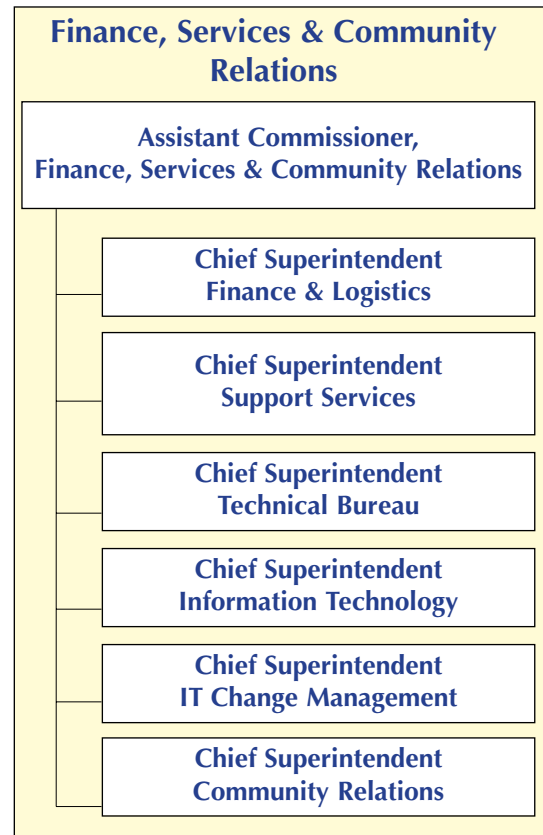 Finance, Services & Community
Relations
Assistant Commissioner,
Finance, Services & Community Relations
Chief Superintendent
Finance & Logistics
Chief Superintendent
Support Services
Chief Superintendent
Technical Bureau
Chief Superintendent
Information Technology
Chief Superintendent
IT Change Management
Chief Superintendent
Community Relations